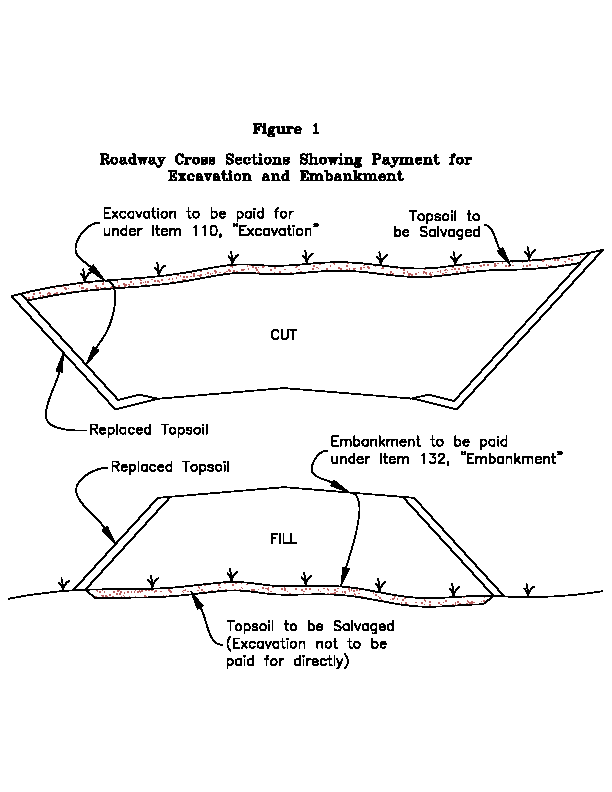 Figure 1
Roadway Cross Sections Showing Payment for
Excavation and Embankment
Excavation to be paid for
under Item 110, "Excavation"
Topsoil to
be Salvaged
CUT
Replaced Topsoil
Embankment to be paid
under Item 132, "Embankment"
Replaced Topsoil
FILL
Topsoil to be Salvaged
(Excavation not to be
paid for directly)